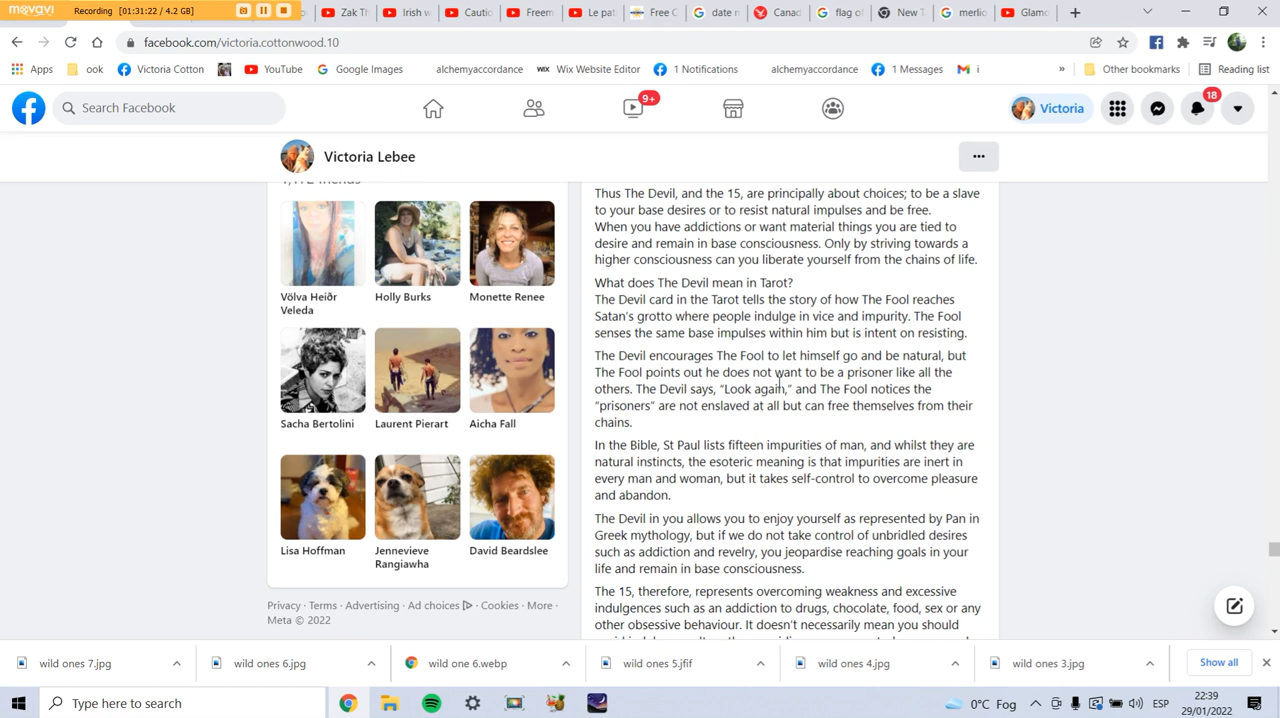 movavi
Recording (01:31:22 / 4.2 GB)
Zak Th
Irish w
Cautio
Freem
Le pat
Free C
date n
Canad
flag of
New T
merlio
Glamo
facebook.com/victoria.cottonwood.10
Apps
ook
Victoria Cotton
YouTube
Google Images
alchemyaccordance
WIX Wix Website Editor
1 Notifications
alchemyaccordance
1 Messages
i
»
Other bookmarks
Reading list
Search Facebook
9+
Victoria
18
Victoria Lebee
Völva Heiðr
Veleda
Holly Burks
Monette Renee
Sacha Bertolini
Laurent Pierart
Aicha Fall
Lisa Hoffman
Jennevieve
Rangiawha
David Beardslee
Privacy · Terms · Advertising · Ad choices · Cookies · More ·
Meta © 2022
Thus The Devil, and the 15, are principally about choices; to be a slave
to your base desires or to resist natural impulses and be free.
When you have addictions or want material things you are tied to
desire and remain in base consciousness. Only by striving towards a
higher consciousness can you liberate yourself from the chains of life.
What does The Devil mean in Tarot?
The Devil card in the Tarot tells the story of how The Fool reaches
Satan's grotto where people indulge in vice and impurity. The Fool
senses the same base impulses within him but is intent on resisting.
The Devil encourages The Fool to let himself go and be natural, but
The Fool points out he does not want to be a prisoner like all the
others. The Devil says, "Look again," and The Fool notices the
"prisoners" are not enslaved at all but can free themselves from their
chains.
In the Bible, St Paul lists fifteen impurities of man, and whilst they are
natural instincts, the esoteric meaning is that impurities are inert in
every man and woman, but it takes self-control to overcome pleasure
and abandon.
The Devil in you allows you to enjoy yourself as represented by Pan in
Greek mythology, but if we do not take control of unbridled desires
such as addiction and revelry, you jeopardise reaching goals in your
life and remain in base consciousness.
The 15, therefore, represents overcoming weakness and excessive
indulgences such as an addiction to drugs, chocolate, food, sex or any
other obsessive behaviour. It doesn't necessarily mean you should
wild ones 7.jpg
wild ones 6.jpg
wild one 6.webp
wild ones 5.jfif
wild ones 4.jpg
wild ones 3.jpg
Show all
Type here to search
0°C Fog
ESP
22:39
29/01/2022